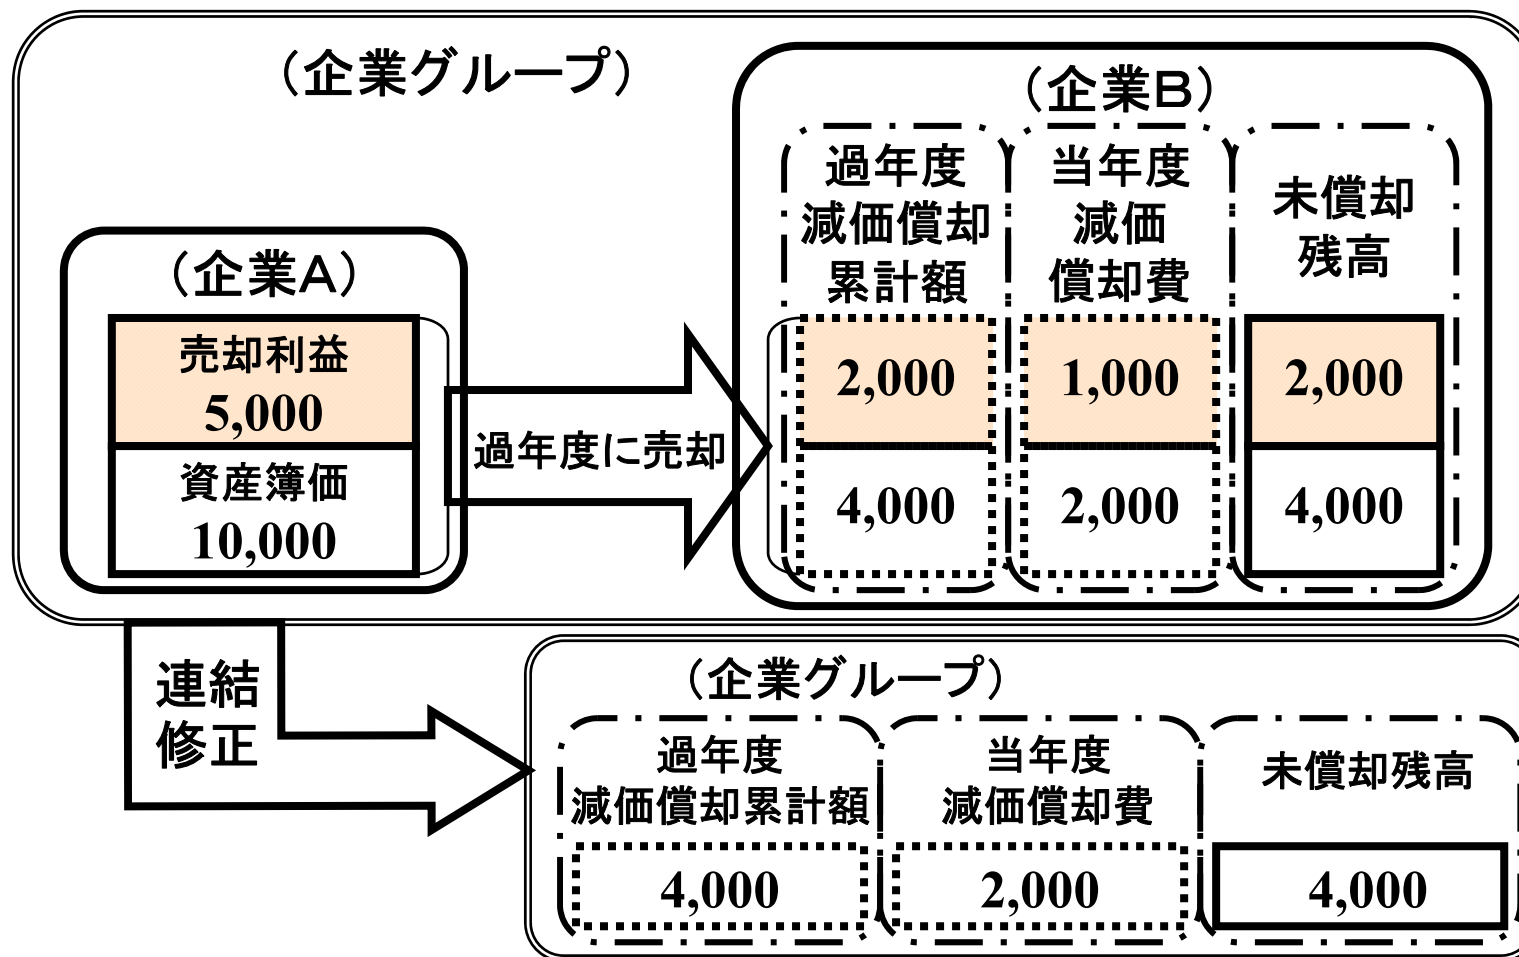 （企業グループ）
（企業Ｂ）
過年度
減価償却
累計額
当年度
減価
償却費
未償却
残高
（企業Ａ）
売却利益
5,000
資産簿価
10,000
過年度に売却
2,000
1,000
2,000
4,000
2,000
4,000
連結
修正
（企業グループ）
過年度
減価償却累計額
当年度
減価償却費
未償却残高
4,000
2,000
4,000